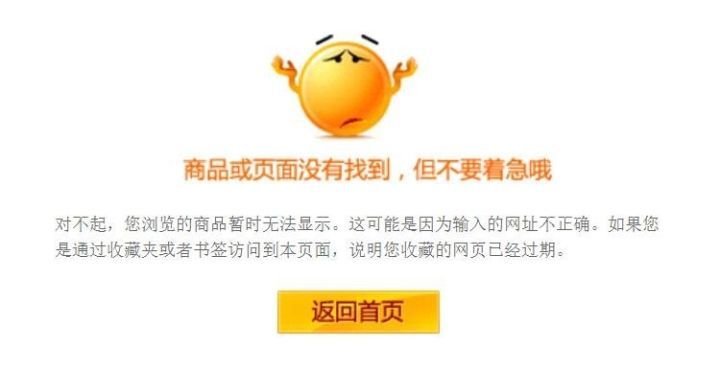 商品或页面没有找到，但不要着急哦
对不起，您浏览的商品暂时无法显示。这可能是因为输入的网址不正确。如果您
是通过收藏夹或者书签访问到本页面，说明您收藏的网页已经过期。
返回首页